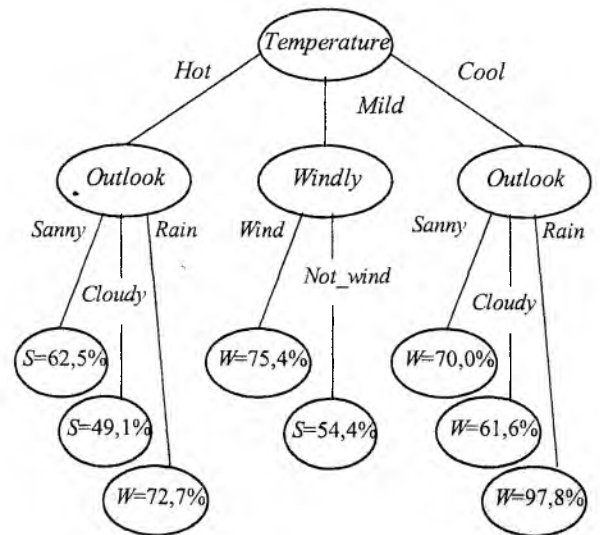 Temperature
Hot
Mild
Cool
Outlook
Windly
Outlook
Sanny
Rain
Wind
Sanny
Rain
Cloudy
Not_wind
Cloudy
S=62,5%
W=75,4%
W=70,0%
S=49,1%
S=54,4%
W=61,6%
W=72,7%
W=97,8%